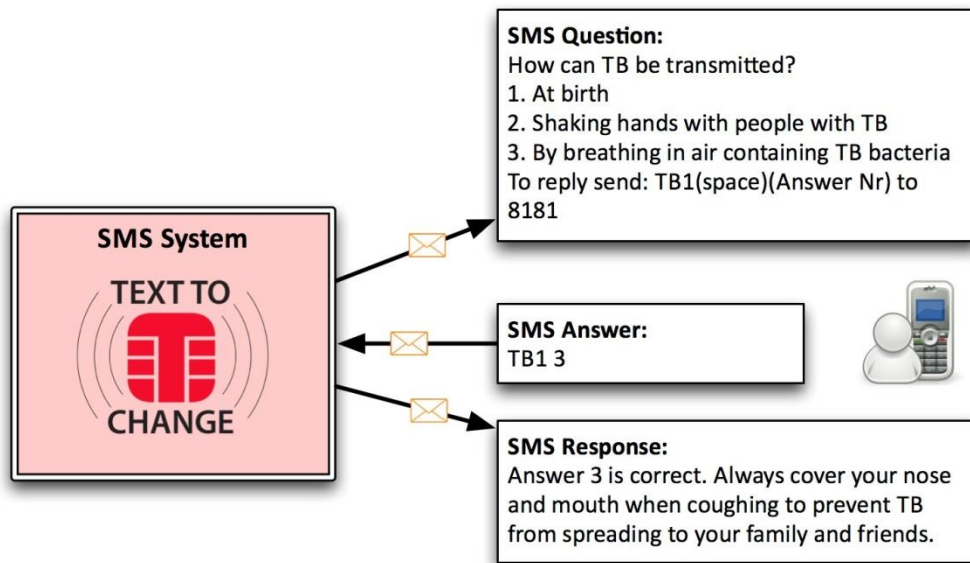 SMS Question:
How can TB be transmitted?
1. At birth
2. Shaking hands with people with TB
3. By breathing in air containing TB bacteria
To reply send: TB1(space)(Answer Nr) to
8181
SMS System
TEXT TO
CHANGE
SMS Answer:
TB1 3
SMS Response:
Answer 3 is correct. Always cover your nose
and mouth when coughing to prevent TB
from spreading to your family and friends.